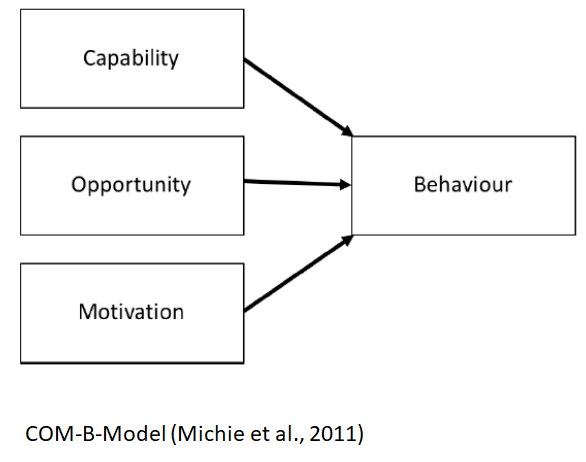 Capability
Opportunity
Behaviour
Motivation
COM-B-Model (Michie et al., 2011)